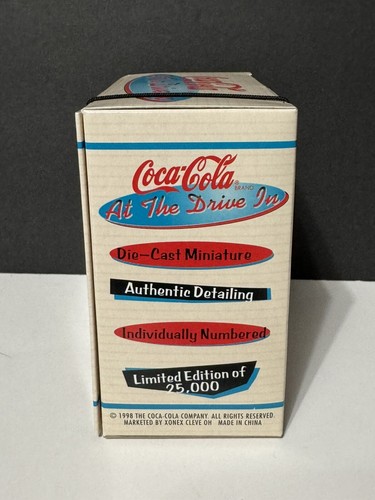 Coca-Cola
BRAND
At The Drive In
Die-Cast Miniature
Authentic Detailing
Individually Numbered
Limited Edition of
25,000
© 1998 THE COCA-COLA COMPANY. ALL RIGHTS RESERVED.
MARKETED BY XONEX CLEVE OH MADE IN CHINA